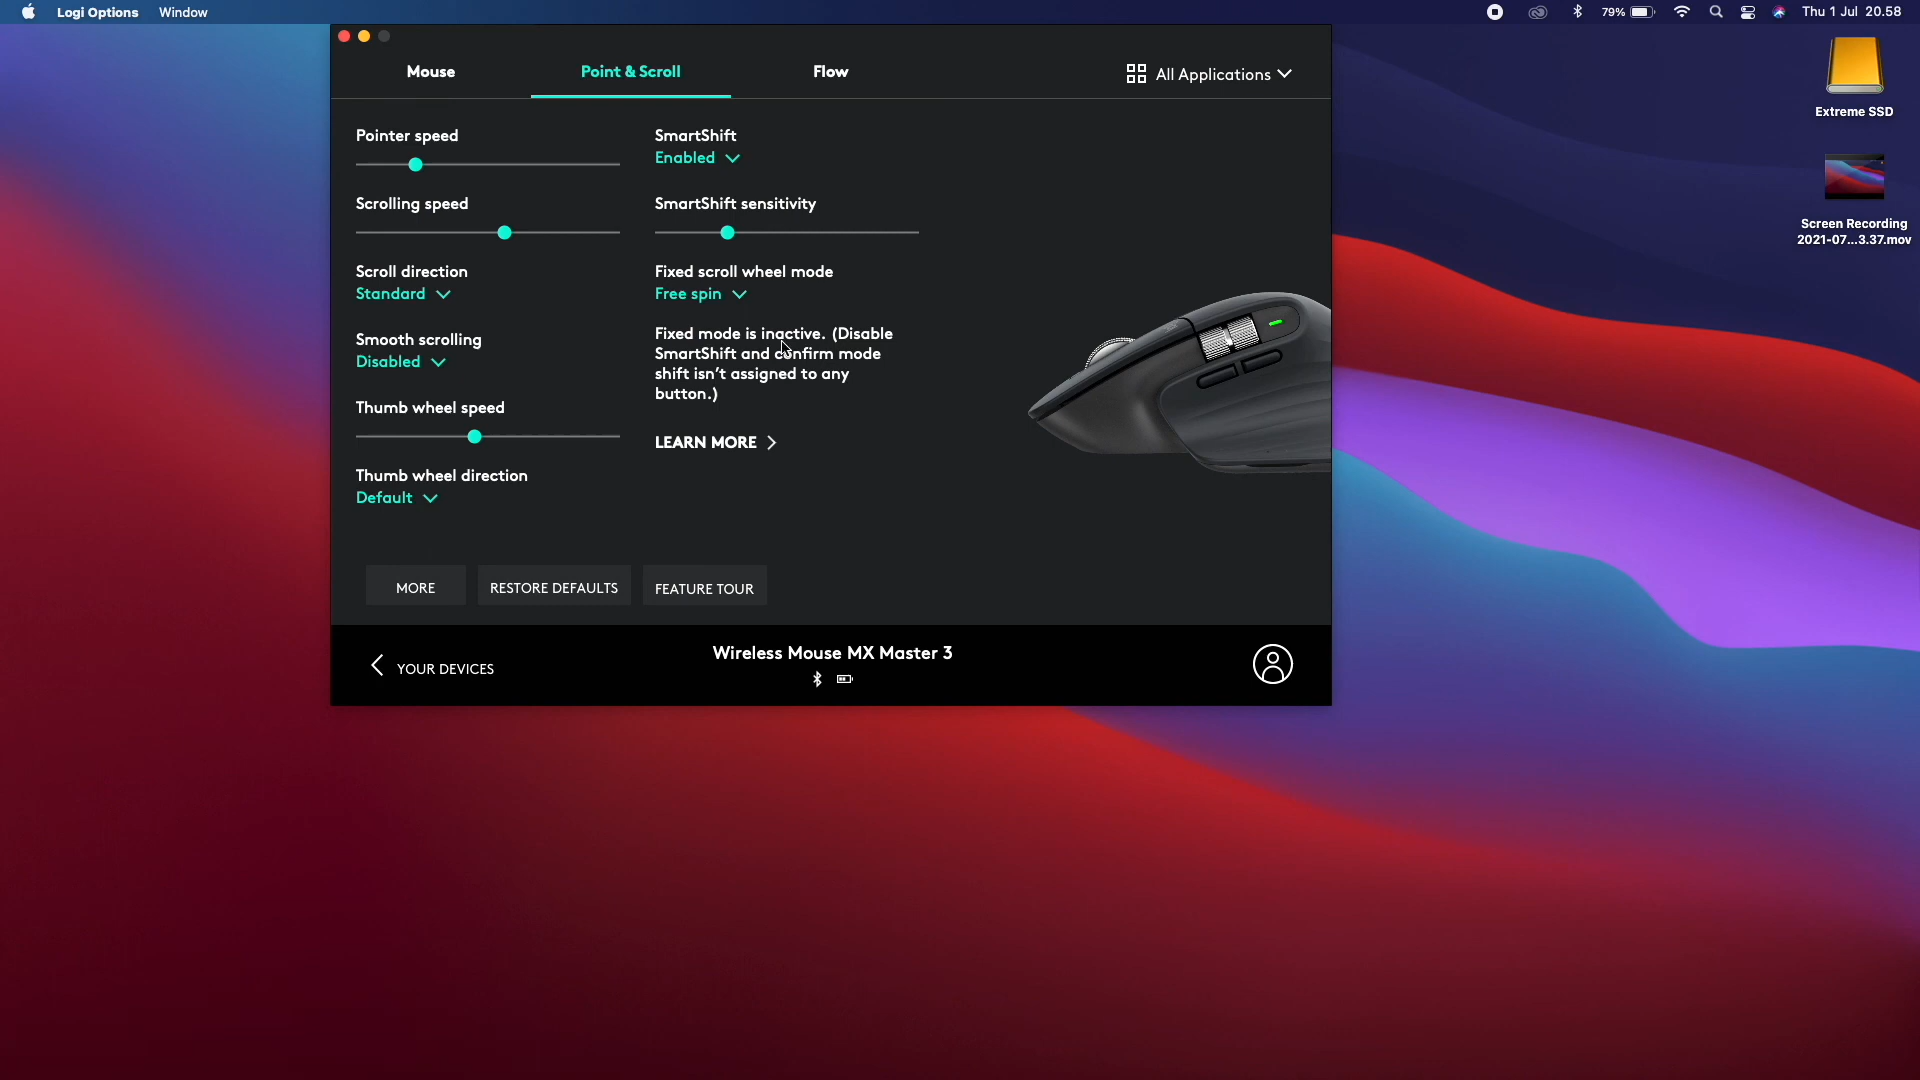 Logi Options Window 79% Thu 1 Jul 20.58
Mouse Point & Scroll Flow All Applications
Pointer speed
Scrolling speed
Scroll direction
Standard
Smooth scrolling
Disabled
Thumb wheel speed
Thumb wheel direction
Default
SmartShift
Enabled
SmartShift sensitivity
Fixed scroll wheel mode
Free spin
Fixed mode is inactive. (Disable
SmartShift and confirm mode
shift isn't assigned to any
button.)
LEARN MORE
MORE RESTORE DEFAULTS FEATURE TOUR
YOUR DEVICES
Wireless Mouse MX Master 3
Extreme SSD
Screen Recording
2021-07...3.37.mov